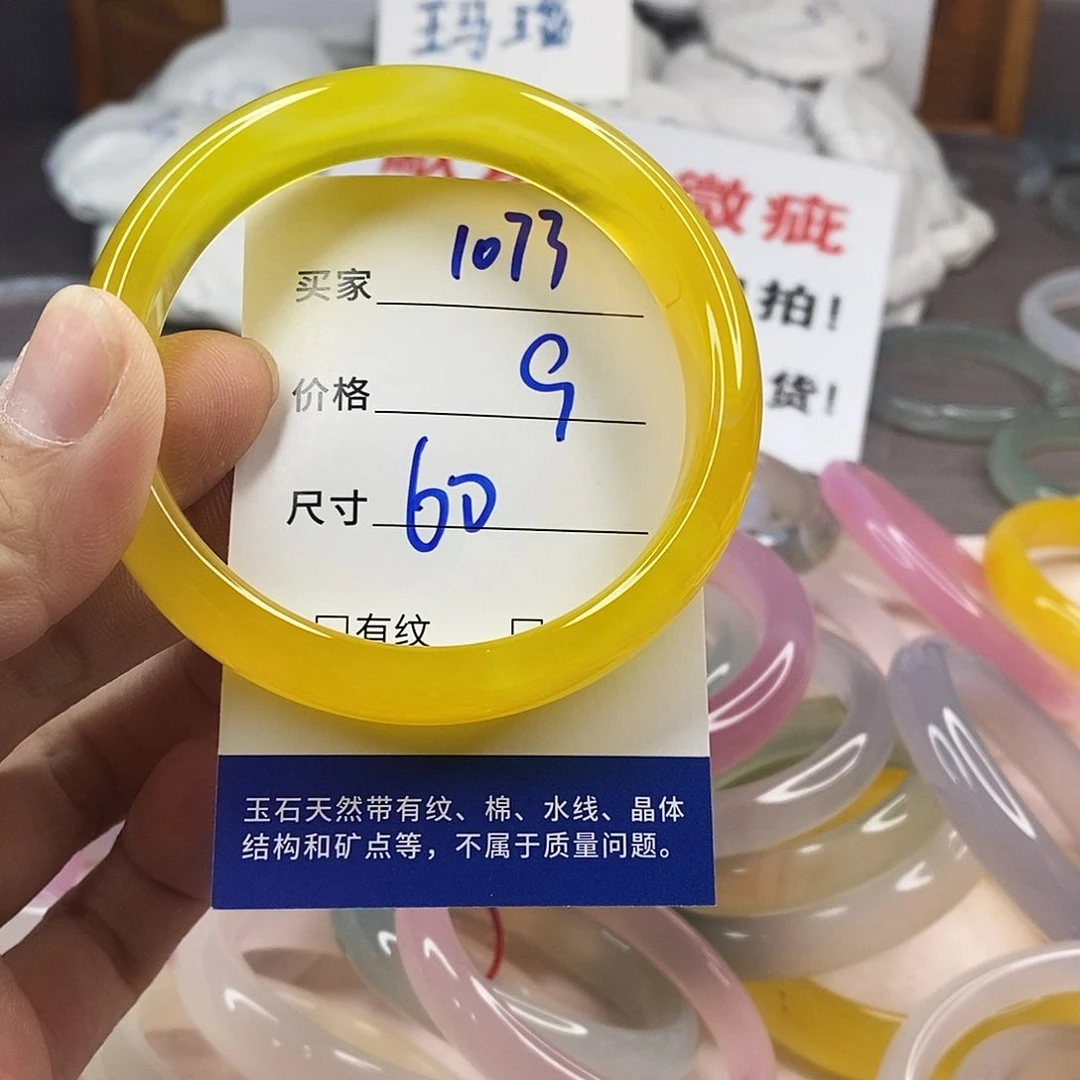 玛瑙
微疵
拍！
货！
买家 1073
价格 9
尺寸 60
□有纹 □
玉石天然带有纹、棉、水线、晶体
结构和矿点等，不属于质量问题。